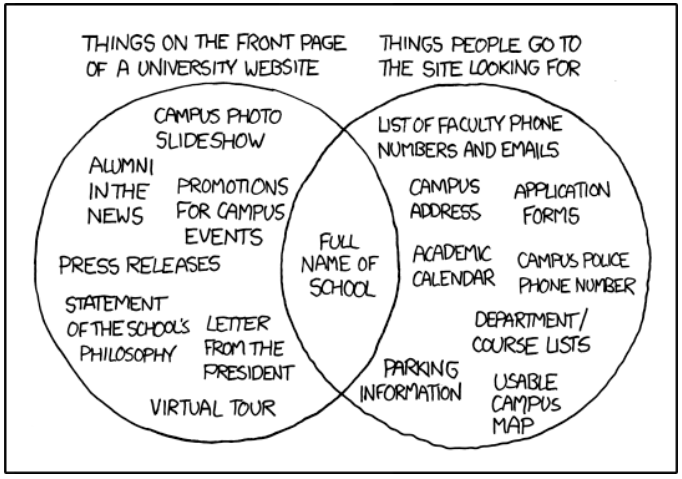 THINGS ON THE FRONT PAGE
OF A UNIVERSITY WEBSITE
THINGS PEOPLE GO TO
THE SITE LOOKING FOR
CAMPUS PHOTO
SLIDESHOW
ALUMNI
IN THE
NEWS
PROMOTIONS
FOR CAMPUS
EVENTS
PRESS RELEASES
STATEMENT
OF THE SCHOOL'S
PHILOSOPHY
LETTER
FROM THE
PRESIDENT
VIRTUAL TOUR
FULL
NAME OF
SCHOOL
LIST OF FACULTY PHONE
NUMBERS AND EMAILS
CAMPUS
ADDRESS
APPLICATION
FORMS
ACADEMIC
CALENDAR
CAMPUS POLICE
PHONE NUMBER
DEPARTMENT/
COURSE LISTS
PARKING
INFORMATION
USABLE
CAMPUS
MAP